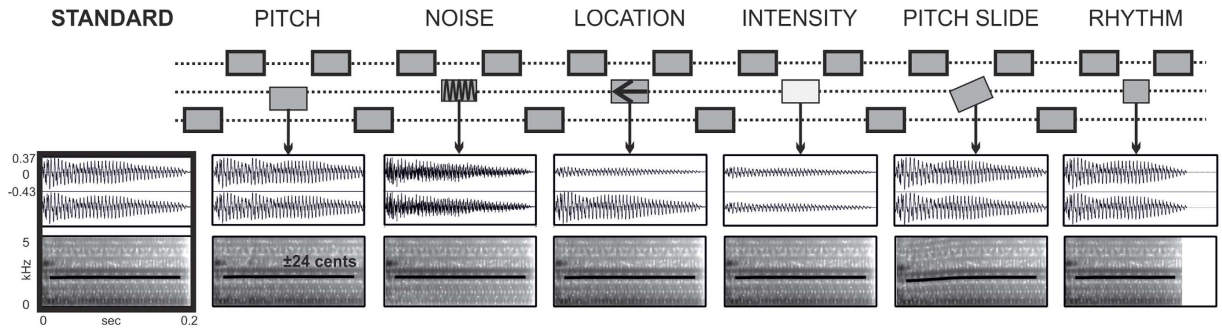 STANDARD PITCH NOISE LOCATION INTENSITY PITCH SLIDE RHYTHM
0.37
0
-0.43
5
kHz
0
±24 cents
0 sec 0.2